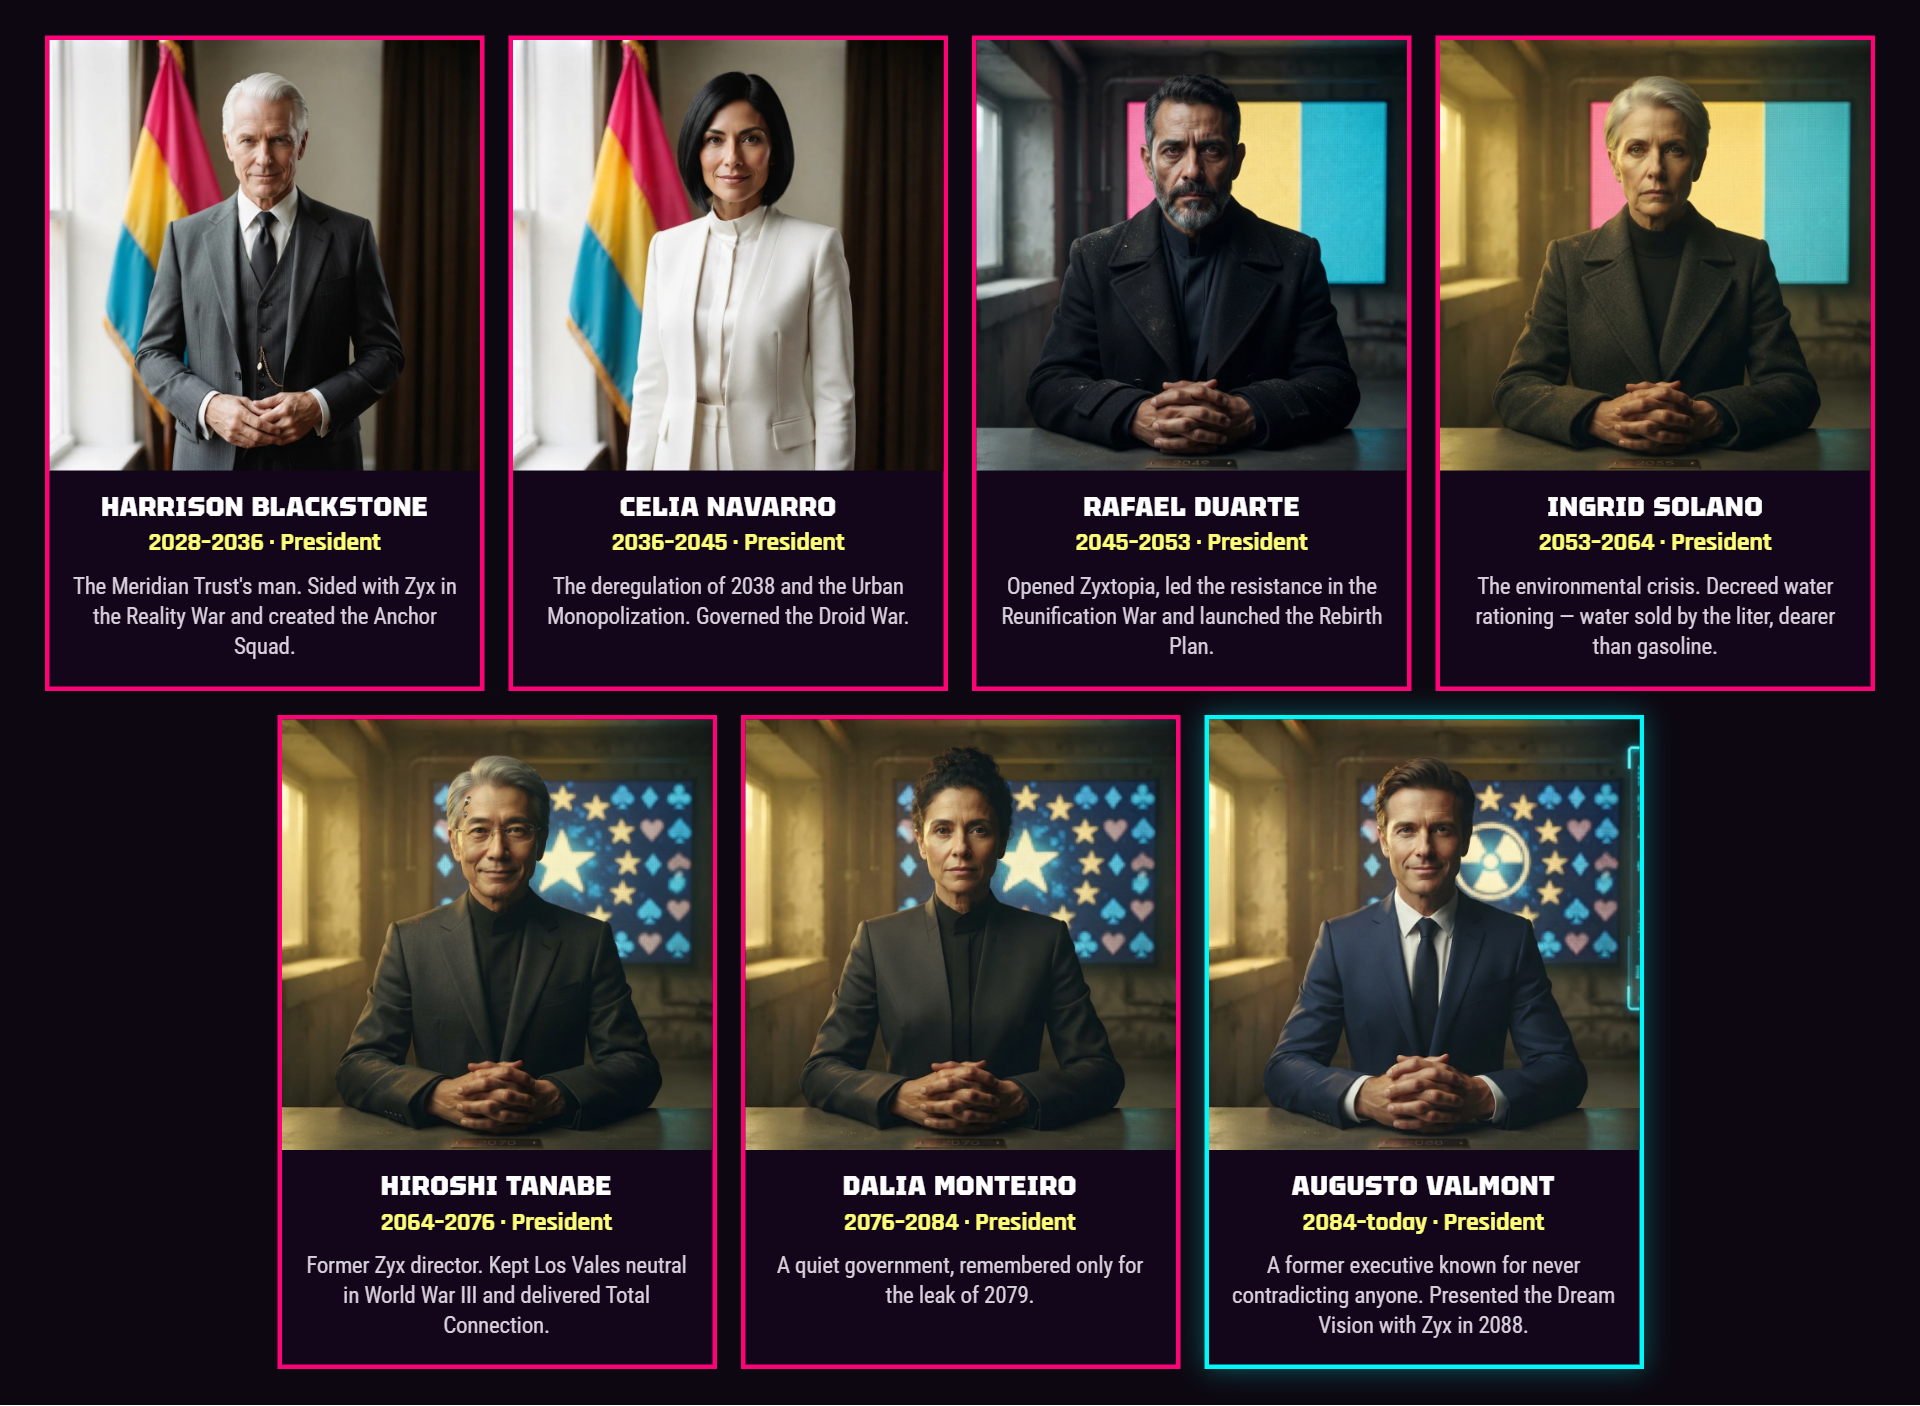 HARRISON BLACKSTONE
2028–2036 · President
The Meridian Trust's man. Sided with Zyx in
the Reality War and created the Anchor
Squad.
CELIA NAVARRO
2036–2045 · President
The deregulation of 2038 and the Urban
Monopolization. Governed the Droid War.
RAFAEL DUARTE
2045–2053 · President
Opened Zyxtopia, led the resistance in the
Reunification War and launched the Rebirth
Plan.
INGRID SOLANO
2053–2064 · President
The environmental crisis. Decreed water
rationing — water sold by the liter, dearer
than gasoline.
HIROSHI TANABE
2064–2076 · President
Former Zyx director. Kept Los Vales neutral
in World War III and delivered Total
Connection.
DALIA MONTEIRO
2076–2084 · President
A quiet government, remembered only for
the leak of 2079.
AUGUSTO VALMONT
2084–today · President
A former executive known for never
contradicting anyone. Presented the Dream
Vision with Zyx in 2088.